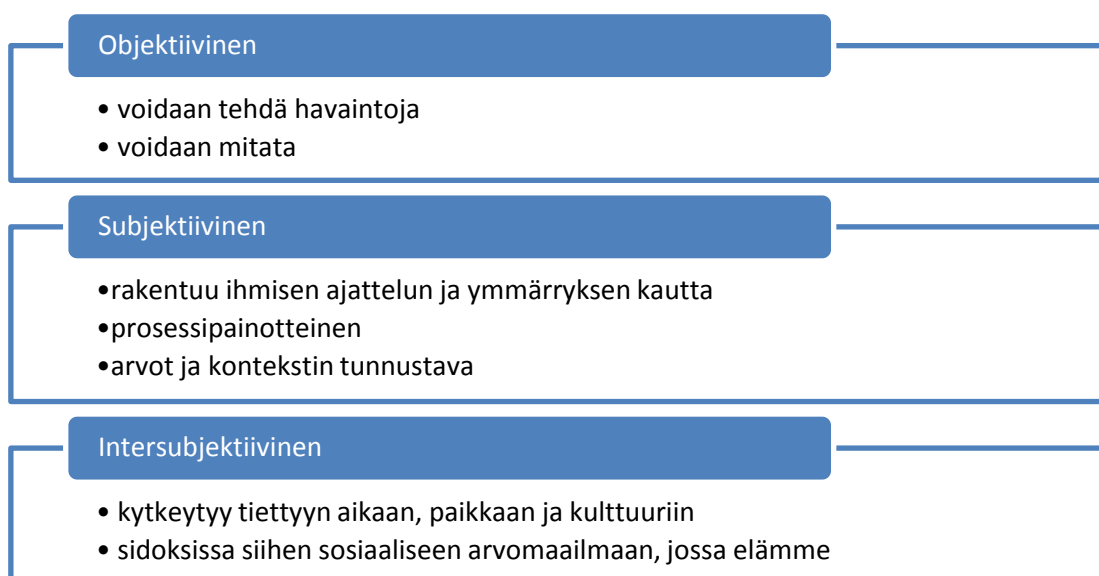 Objektiivinen
• voidaan tehdä havaintoja
• voidaan mitata
Subjektiivinen
•rakentuu ihmisen ajattelun ja ymmärryksen kautta
•prosessipainotteinen
•arvot ja kontekstin tunnustava
Intersubjektiivinen
• kytkeytyy tiettyyn aikaan, paikkaan ja kulttuuriin
• sidoksissa siihen sosiaaliseen arvomaailmaan, jossa elämme